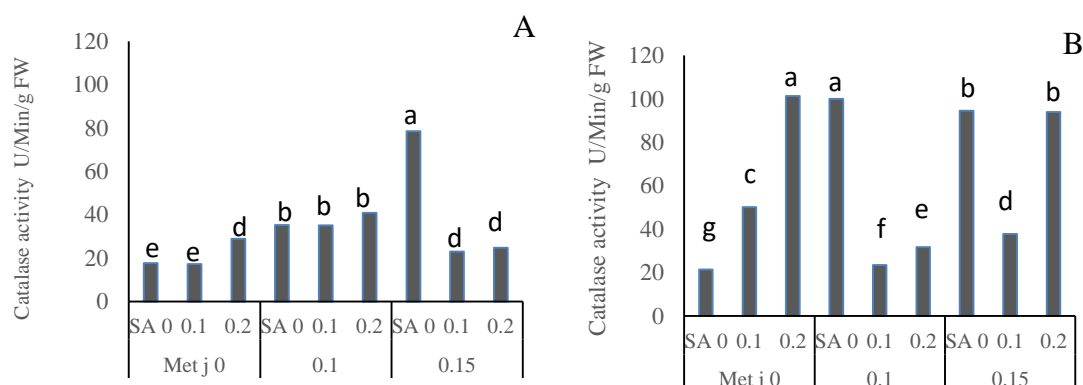 A
Catalase activity U/Min/g FW
120
100
80
60
40
20
0
e e d b b b a d d
SA 0 0.1 0.2 SA 0 0.1 0.2 SA 0 0.1 0.2
Met j 0 0.1 0.15
B
Catalase activity U/Min/g FW
120
100
80
60
40
20
0
g c a a f e b d b
SA 0 0.1 0.2 SA 0 0.1 0.2 SA 0 0.1 0.2
Met j 0 0.1 0.15